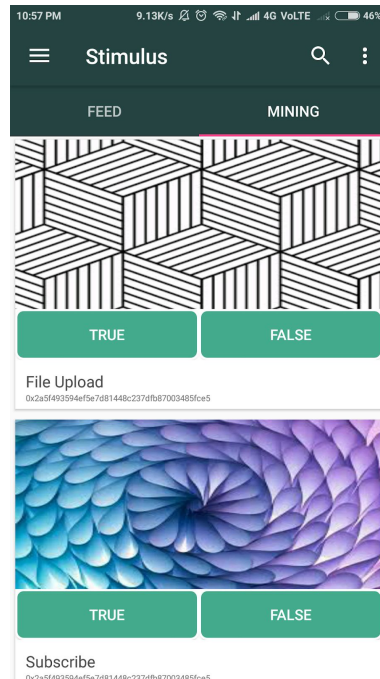 10:57 PM 9.13K/s 4G VoLTE 46%
Stimulus
FEED MINING
TRUE FALSE
File Upload
0x2a5f493594ef5e7d81448c237dfb87003485fce5
TRUE FALSE
Subscribe
0x2a5f493594ef5e7d81448c237dfb87003485fce5